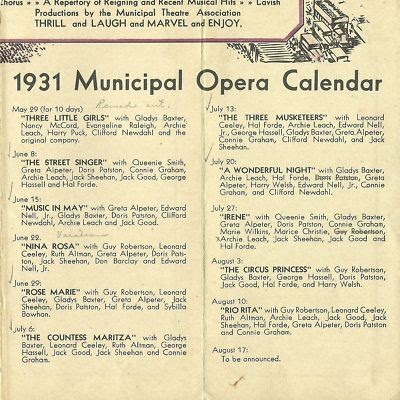 Chorus » » A Repertory of Reigning and Recent Musical Hits » » Lavish
Productions by the Municipal Theatre Association
THRILL and LAUGH and MARVEL and ENJOY,
1931 Municipal Opera Calendar
May 29 (for 10 days)
"THREE LITTLE GIRLS" with Gladys Baxter,
Nancy McCord, Evangeline Raleigh, Archie
Leach, Harry Puck, Clifford Newdahl and the
original company.
June 8:
"THE STREET SINGER" with Queenie Smith,
Greta Alpeter, Doris Patston, Connie Graham,
Archie Leach, Jack Sheehan, Jack Good, George
Hassell and Hal Forde.
June 15:
"MUSIC IN MAY" with Greta Alpeter, Edward
Nell, Jr., Gladys Baxter, Doris Patston, Clifford
Newdahl, Archie Leach and Jack Good.
Vacation
June 22:
"NINA ROSA" with Guy Robertson, Leonard
Ceeley, Ruth Altman, Greta Alpeter, Doris Pats-
ton, Jack Sheehan, Don Barclay and Edward
Nell, Jr.
June 29:
"ROSE MARIE" with Guy Robertson, Leonard
Ceeley, Gladys Baxter, Greta Alpeter, Jack
Sheehan, Doris Patston, Hal Forde, and Sybilla
Bowhan.
July 6:
"THE COUNTESS MARITZA" with Gladys
Baxter, Guy Robertson, Leonard Ceeley, George
Hassell, Jack Good, Jack Sheehan and Connie
Graham.
July 13:
"THE THREE MUSKETEERS" with Leonard
Ceeley, Hal Forde, Archie Leach, Edward Nell,
Jr., George Hassell, Gladys Baxter, Greta Alpeter,
Connie Graham, Clifford Newdahl, and Jack
Sheehan.
July 20:
"A WONDERFUL NIGHT" with Gladys Baxter,
Archie Leach, Hal Forde, Doris Patston, Greta
Alpeter, Harry Welsh, Edward Nell, Jr., Connie
Graham, and Clifford Newdahl.
July 27:
"IRENE" with Queenie Smith, Gladys Baxter,
Greta Alpeter, Doris Patston, Connie Graham,
Marie Wilkins, Marice Christie, Guy Robertson,
Archie Leach, Jack Sheehan, Jack Good and
Hal Forde.
August 3:
"THE CIRCUS PRINCESS" with Guy Robertson,
Gladys Baxter, George Hassell, Doris Patston,
Jack Good, Hal Forde, and Harry Welsh.
August 10:
"RIO RITA" with Guy Robertson, Leonard Ceeley,
Ruth Altman, Archie Leach, Jack Good, Jack
Sheehan, Hal Forde, Greta Alpeter, Doris Patston
and Connie Graham.
August 17:
To be announced.